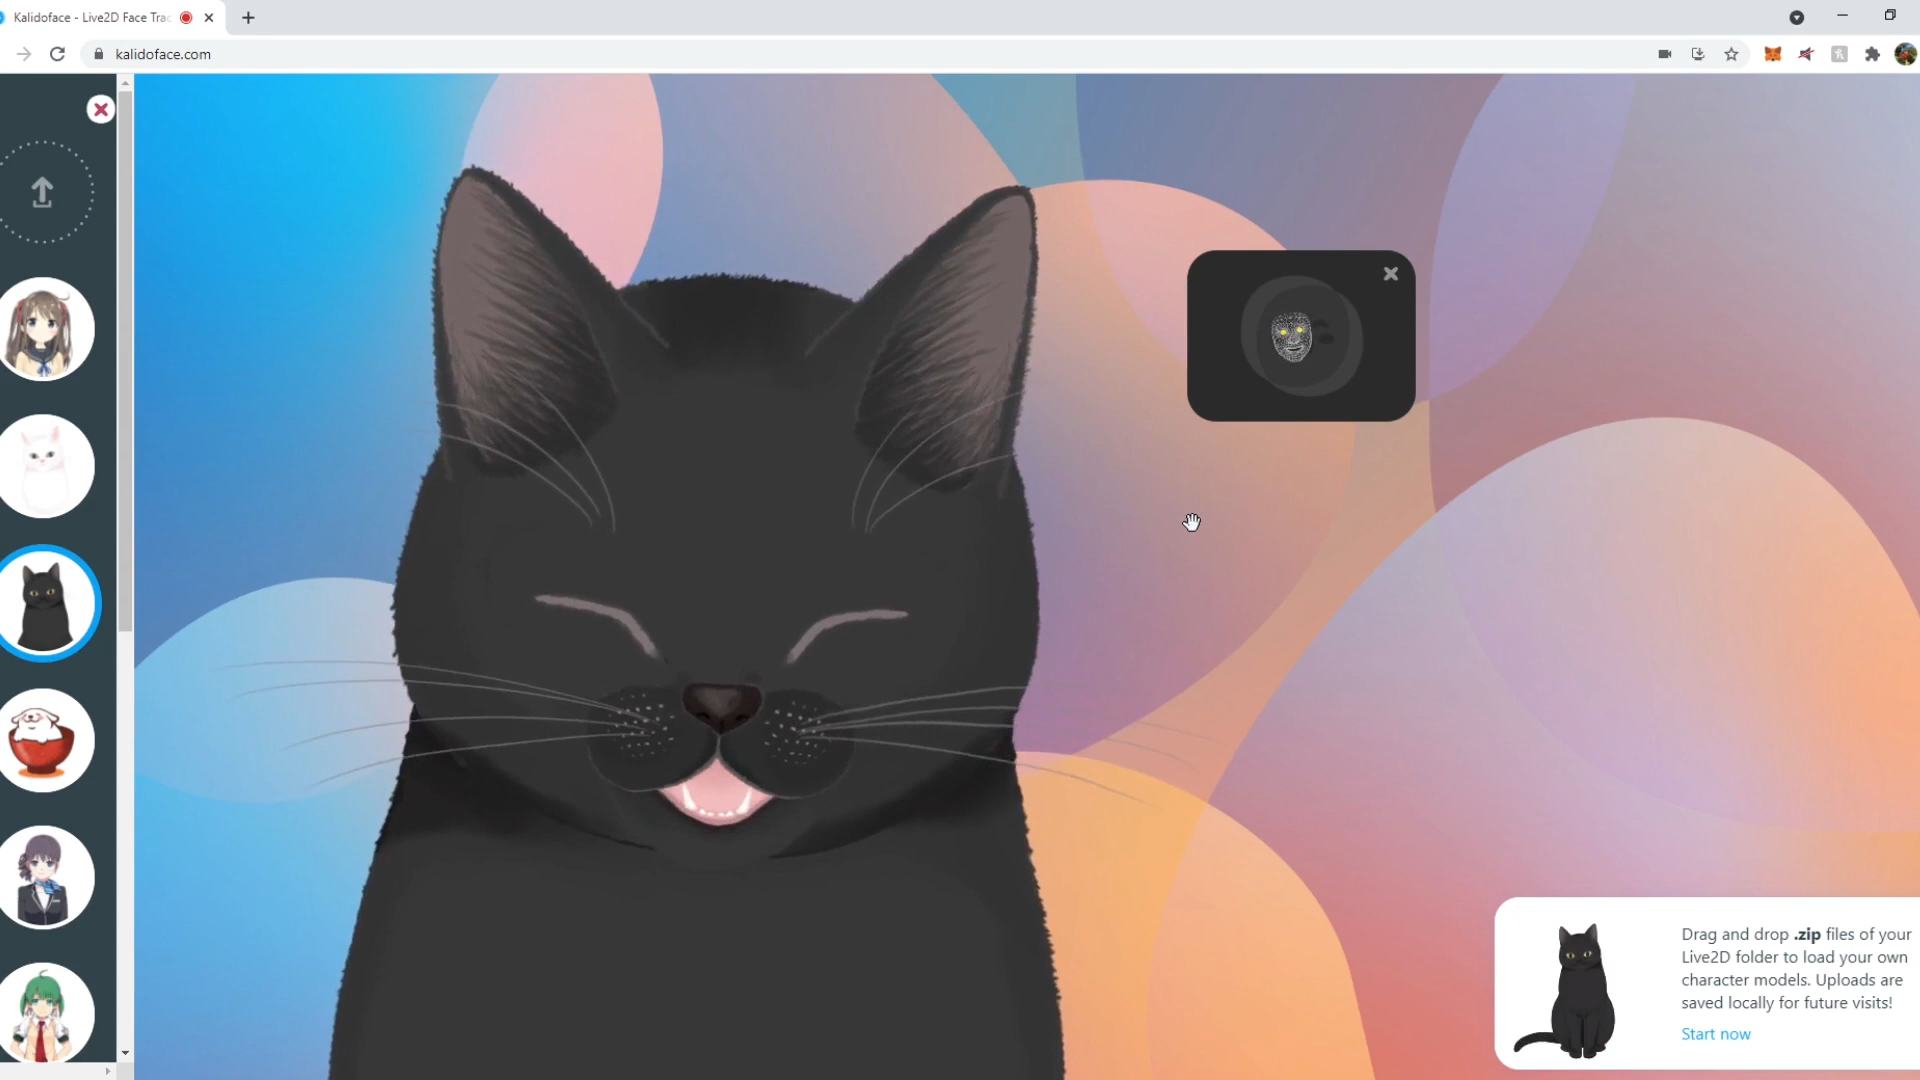 Kalidoface - Live2D Face Trac
kalidoface.com
Drag and drop .zip files of your
Live2D folder to load your own
character models. Uploads are
saved locally for future visits!
Start now